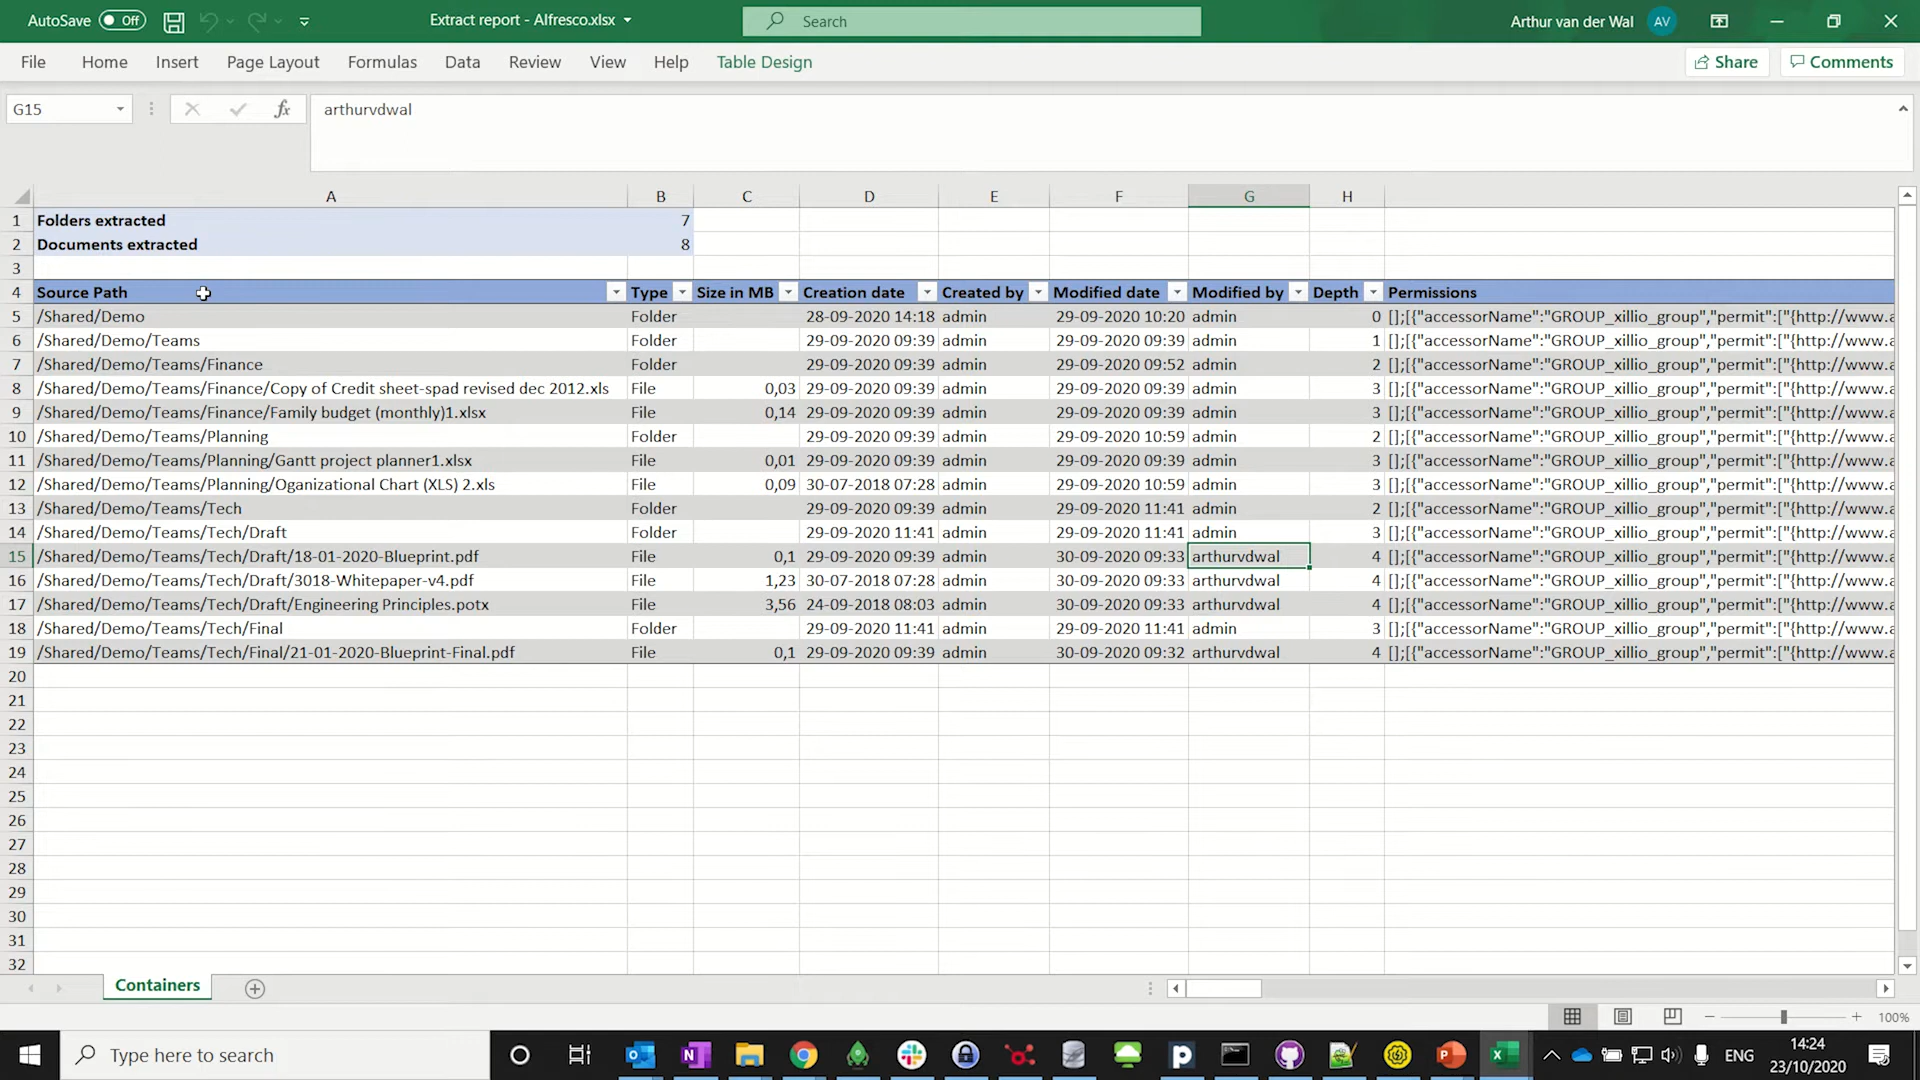 AutoSave Off Extract report - Alfresco.xlsx Search Arthur van der Wal AV
File Home Insert Page Layout Formulas Data Review View Help Table Design Share Comments
G15 fx arthurvdwal
A B C D E F G H
1 Folders extracted 7
2 Documents extracted 8
3
4 Source Path Type Size in MB Creation date Created by Modified date Modified by Depth Permissions
5 /Shared/Demo Folder 28-09-2020 14:18 admin 29-09-2020 10:20 admin 0 [];[{"accessorName":"GROUP_xillio_group","permit":["{http://www.a
6 /Shared/Demo/Teams Folder 29-09-2020 09:39 admin 29-09-2020 09:39 admin 1 [];[{"accessorName":"GROUP_xillio_group","permit":["{http://www.a
7 /Shared/Demo/Teams/Finance Folder 29-09-2020 09:39 admin 29-09-2020 09:52 admin 2 [];[{"accessorName":"GROUP_xillio_group","permit":["{http://www.a
8 /Shared/Demo/Teams/Finance/Copy of Credit sheet-spad revised dec 2012.xls File 0,03 29-09-2020 09:39 admin 29-09-2020 09:39 admin 3 [];[{"accessorName":"GROUP_xillio_group","permit":["{http://www.a
9 /Shared/Demo/Teams/Finance/Family budget (monthly)1.xlsx File 0,14 29-09-2020 09:39 admin 29-09-2020 09:39 admin 3 [];[{"accessorName":"GROUP_xillio_group","permit":["{http://www.a
10 /Shared/Demo/Teams/Planning Folder 29-09-2020 09:39 admin 29-09-2020 10:59 admin 2 [];[{"accessorName":"GROUP_xillio_group","permit":["{http://www.a
11 /Shared/Demo/Teams/Planning/Gantt project planner1.xlsx File 0,01 29-09-2020 09:39 admin 29-09-2020 09:39 admin 3 [];[{"accessorName":"GROUP_xillio_group","permit":["{http://www.a
12 /Shared/Demo/Teams/Planning/Oganizational Chart (XLS) 2.xls File 0,09 30-07-2018 07:28 admin 29-09-2020 10:59 admin 3 [];[{"accessorName":"GROUP_xillio_group","permit":["{http://www.a
13 /Shared/Demo/Teams/Tech Folder 29-09-2020 09:39 admin 29-09-2020 11:41 admin 2 [];[{"accessorName":"GROUP_xillio_group","permit":["{http://www.a
14 /Shared/Demo/Teams/Tech/Draft Folder 29-09-2020 11:41 admin 29-09-2020 11:41 admin 3 [];[{"accessorName":"GROUP_xillio_group","permit":["{http://www.a
15 /Shared/Demo/Teams/Tech/Draft/18-01-2020-Blueprint.pdf File 0,1 29-09-2020 09:39 admin 30-09-2020 09:33 arthurvdwal 4 [];[{"accessorName":"GROUP_xillio_group","permit":["{http://www.a
16 /Shared/Demo/Teams/Tech/Draft/3018-Whitepaper-v4.pdf File 1,23 30-07-2018 07:28 admin 30-09-2020 09:33 arthurvdwal 4 [];[{"accessorName":"GROUP_xillio_group","permit":["{http://www.a
17 /Shared/Demo/Teams/Tech/Draft/Engineering Principles.potx File 3,56 24-09-2018 08:03 admin 30-09-2020 09:33 arthurvdwal 4 [];[{"accessorName":"GROUP_xillio_group","permit":["{http://www.a
18 /Shared/Demo/Teams/Tech/Final Folder 29-09-2020 11:41 admin 29-09-2020 11:41 admin 3 [];[{"accessorName":"GROUP_xillio_group","permit":["{http://www.a
19 /Shared/Demo/Teams/Tech/Final/21-01-2020-Blueprint-Final.pdf File 0,1 29-09-2020 09:39 admin 30-09-2020 09:32 arthurvdwal 4 [];[{"accessorName":"GROUP_xillio_group","permit":["{http://www.a
20
21
22
23
24
25
26
27
28
29
30
31
32
Containers
100%
Type here to search ENG 14:24
23/10/2020